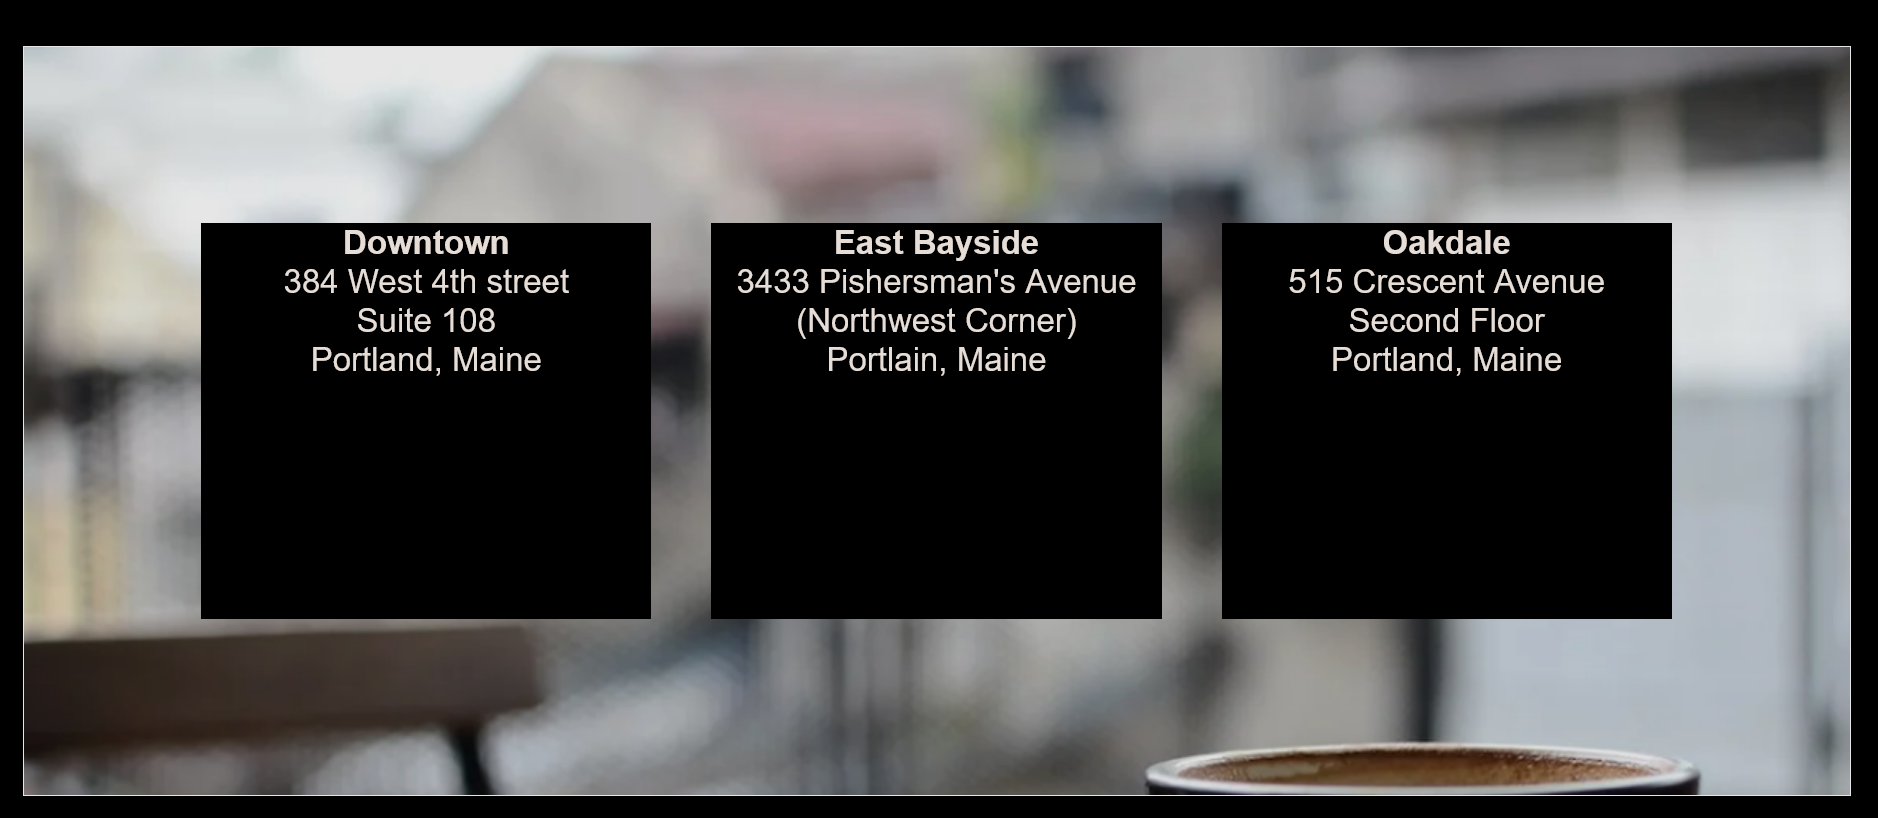 Downtown
384 West 4th street
Suite 108
Portland, Maine
East Bayside
3433 Pishersman's Avenue
(Northwest Corner)
Portlain, Maine
Oakdale
515 Crescent Avenue
Second Floor
Portland, Maine